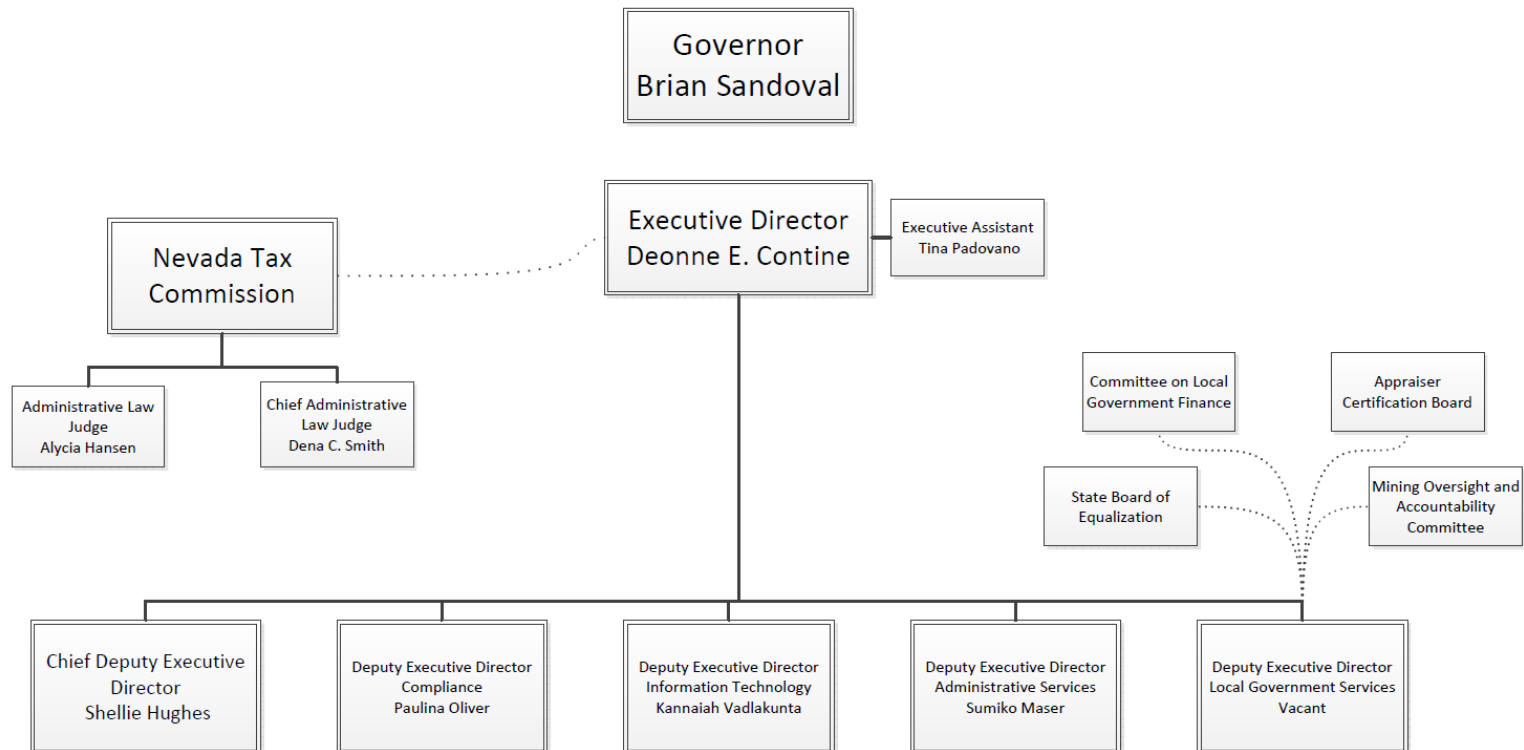 Governor
Brian Sandoval
Executive Director
Deonne E. Contine
Executive Assistant
Tina Padovano
Nevada Tax
Commission
Administrative Law
Judge
Alycia Hansen
Chief Administrative
Law Judge
Dena C. Smith
Committee on Local
Government Finance
Appraiser
Certification Board
State Board of
Equalization
Mining Oversight and
Accountability
Committee
Chief Deputy Executive
Director
Shellie Hughes
Deputy Executive Director
Compliance
Paulina Oliver
Deputy Executive Director
Information Technology
Kannaiah Vadlakunta
Deputy Executive Director
Administrative Services
Sumiko Maser
Deputy Executive Director
Local Government Services
Vacant